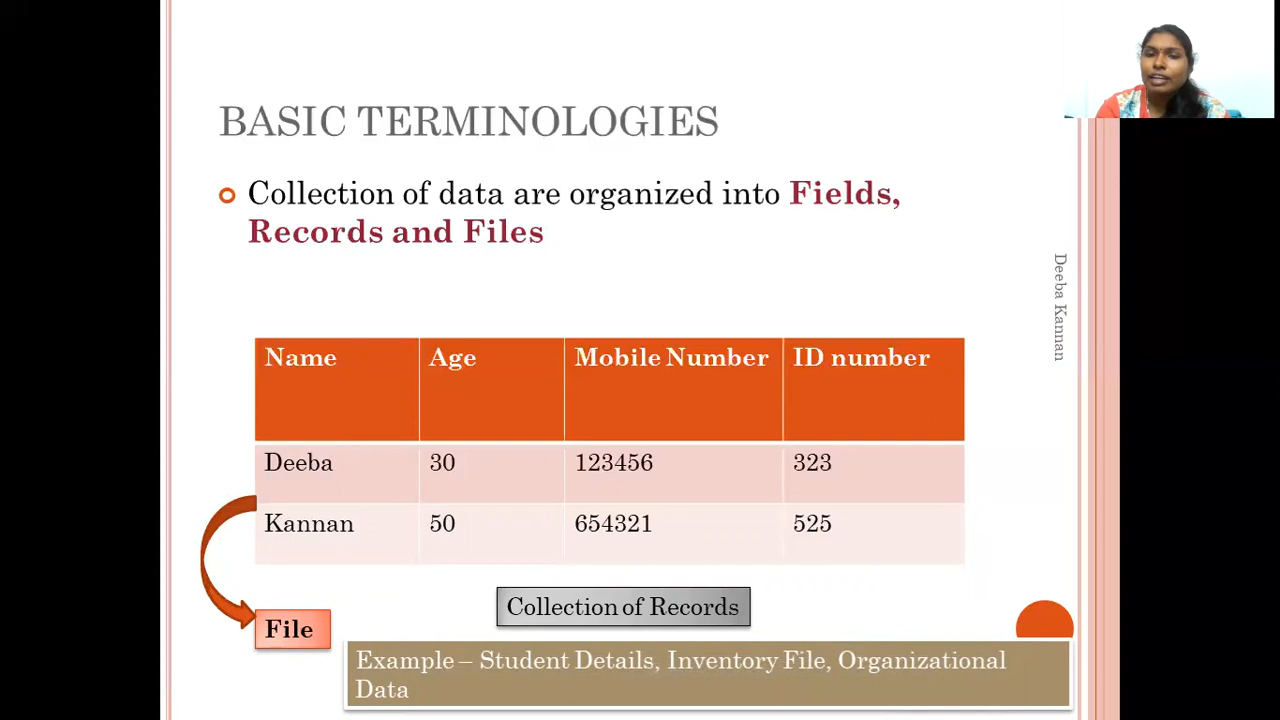 BASIC TERMINOLOGIES
Collection of data are organized into Fields,
Records and Files
Deeba Kannan
Name Age Mobile Number ID number
Deeba 30 123456 323
Kannan 50 654321 525
Collection of Records
File
Example – Student Details, Inventory File, Organizational
Data